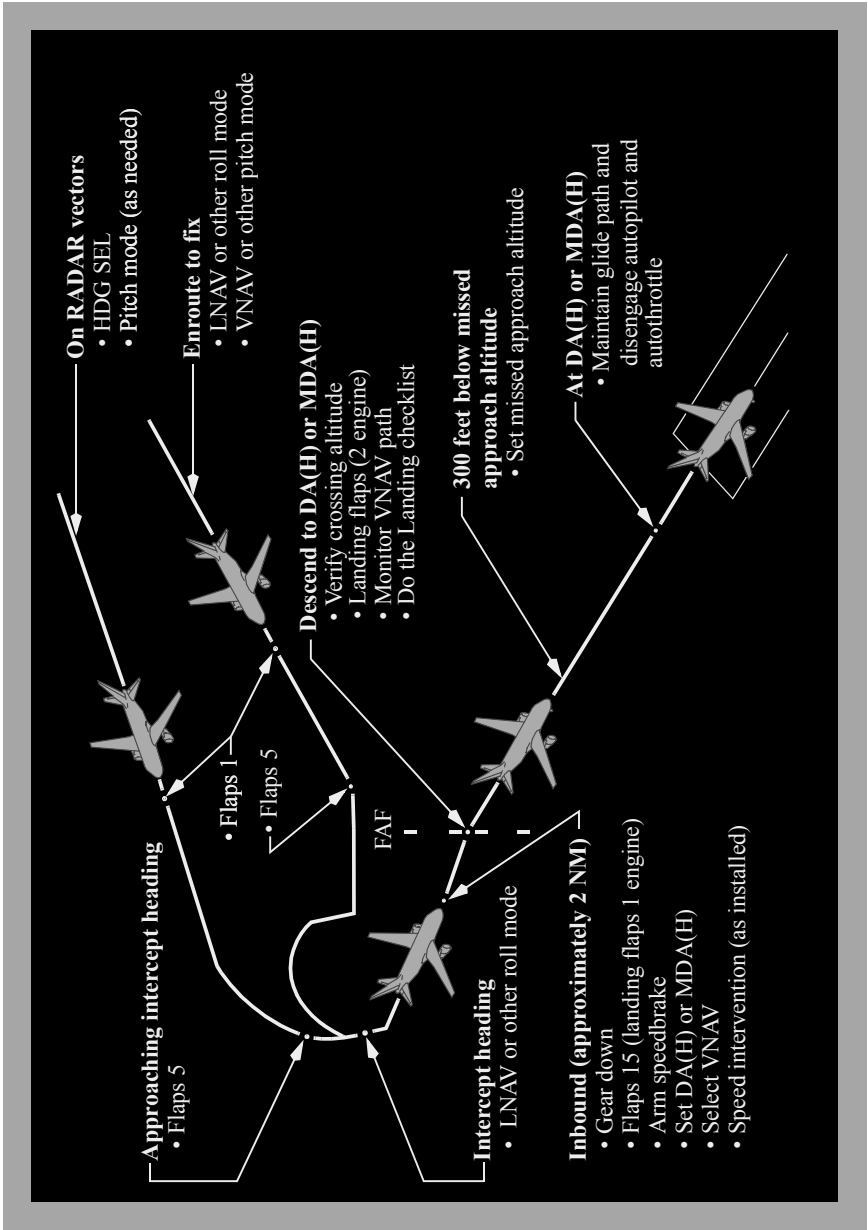 On RADAR vectors
• HDG SEL
• Pitch mode (as needed)
Enroute to fix
• LNAV or other roll mode
• VNAV or other pitch mode
Approaching intercept heading
• Flaps 5
• Flaps 1
• Flaps 5
Descend to DA(H) or MDA(H)
• Verify crossing altitude
• Landing flaps (2 engine)
• Monitor VNAV path
• Do the Landing checklist
FAF
Intercept heading
• LNAV or other roll mode
300 feet below missed
approach altitude
• Set missed approach altitude
Inbound (approximately 2 NM)
• Gear down
• Flaps 15 (landing flaps 1 engine)
• Arm speedbrake
• Set DA(H) or MDA(H)
• Select VNAV
• Speed intervention (as installed)
At DA(H) or MDA(H)
• Maintain glide path and
disengage autopilot and
autothrottle